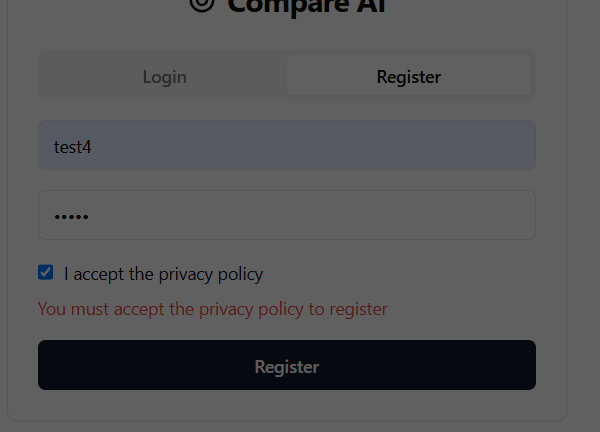 Compare AI
Login
Register
test4
•••••
I accept the privacy policy
You must accept the privacy policy to register
Register